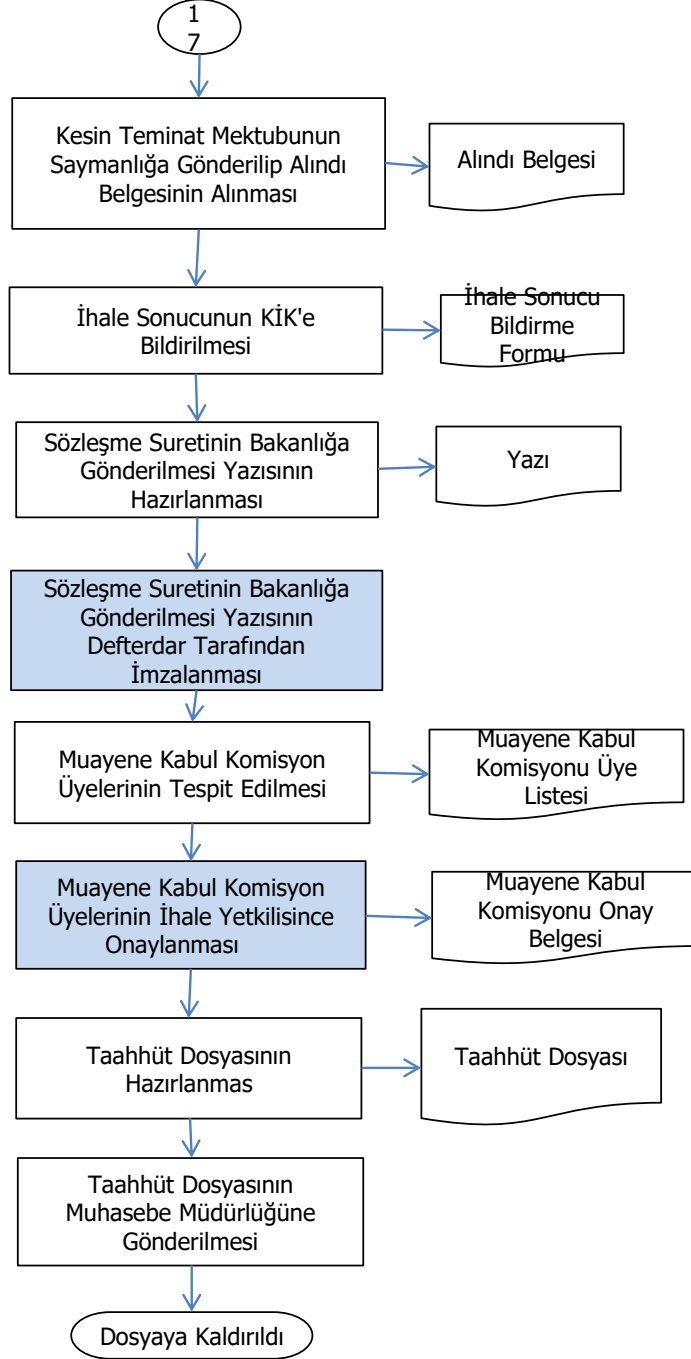 1
7
Kesin Teminat Mektubunun
Saymanlığa Gönderilip Alındı
Belgesinin Alınması
Alındı Belgesi
İhale Sonucunun KİK'e
Bildirilmesi
İhale Sonucu
Bildirme
Formu
Sözleşme Suretinin Bakanlığa
Gönderilmesi Yazısının
Hazırlanması
Yazı
Sözleşme Suretinin Bakanlığa
Gönderilmesi Yazısının
Defterdar Tarafından
İmzalanması
Muayene Kabul Komisyon
Üyelerinin Tespit Edilmesi
Muayene Kabul
Komisyonu Üye
Listesi
Muayene Kabul Komisyon
Üyelerinin İhale Yetkilisince
Onaylanması
Muayene Kabul
Komisyonu Onay
Belgesi
Taahhüt Dosyasının
Hazırlanmas
Taahhüt Dosyası
Taahhüt Dosyasının
Muhasebe Müdürlüğüne
Gönderilmesi
Dosyaya Kaldırıldı